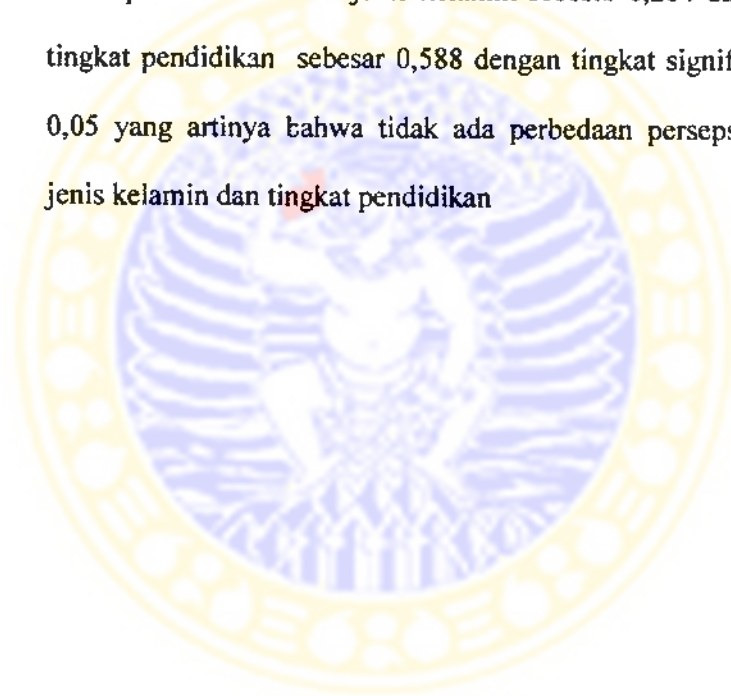 tingkat pendidikan sebesar 0,588 dengan tingkat signif
0,05 yang artinya bahwa tidak ada perbedaan perseps
jenis kelamin dan tingkat pendidikan